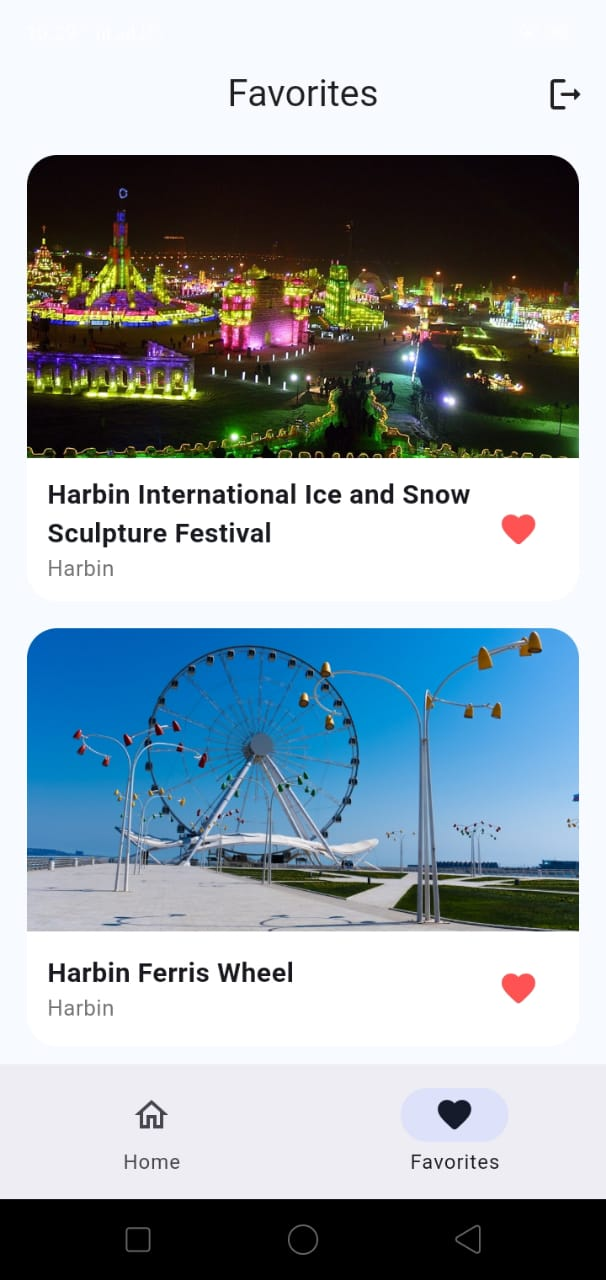 Favorites
Harbin International Ice and Snow
Sculpture Festival
Harbin
Harbin Ferris Wheel
Harbin
Home
Favorites